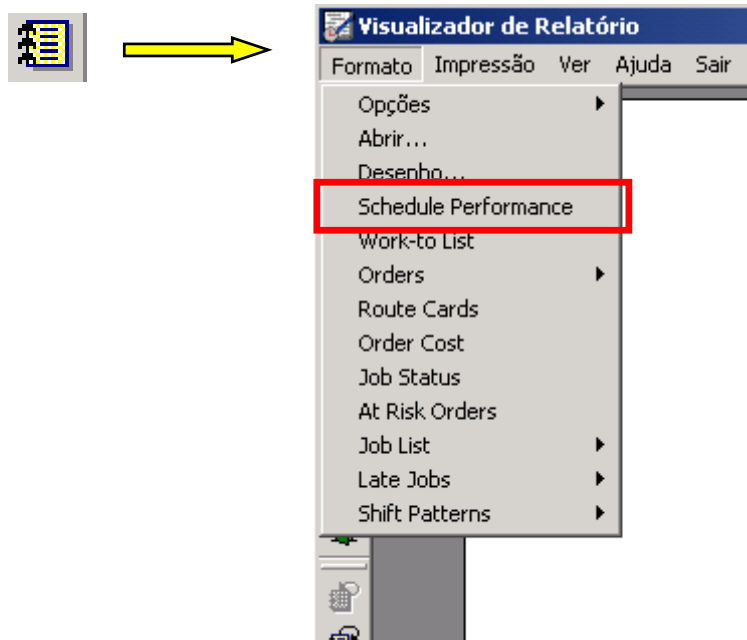 Visualizador de Relatório
Formato Impressão Ver Ajuda Sair
Opções
Abrir...
Desenho...
Schedule Performance
Work-to List
Orders
Route Cards
Order Cost
Job Status
At Risk Orders
Job List
Late Jobs
Shift Patterns